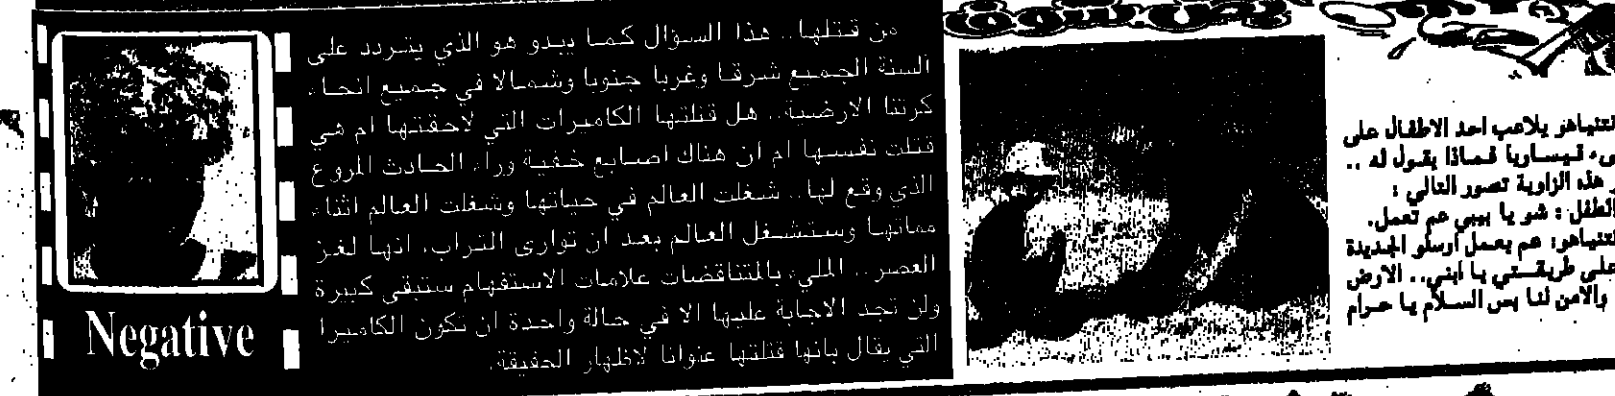 نتنياهو يلاعب احد الاطفال على
قيساريا فماذا يقول له ..
هذه الزاوية تصور التالي :
الطفل : شو يا بيبي عم تعمل.
نتنياهو: عم بعمل أوسلو الجديدة
على طريقتي يا ابني.. الارض
والامن لنا بس السلام يا حرام
من قتلها.. هذا السؤال كما يبدو هو الذي يتردد على
السنة الجميع شرقا وغربا جنوبا وشمالا في جميع انحاء
كرتنا الارضية.. هل قتلتها الكاميرات التي لاحقتها ام هي
قتلت نفسها ام ان هناك اصابع خفية وراء الحادث المروع
الذي وقع لها.. شغلت العالم في حياتها وشغلت العالم اثناء
مماتها وستشغل العالم بعد ان توارى التراب. انها لغز
العصر.. المليء بالمتناقضات علامات الاستفهام ستبقى كبيرة
ولن تجد الاجابة عليها الا في حالة واحدة ان تكون الكاميرا
التي يقال بانها قتلتها عنوانا لاظهار الحقيقة.
Negative